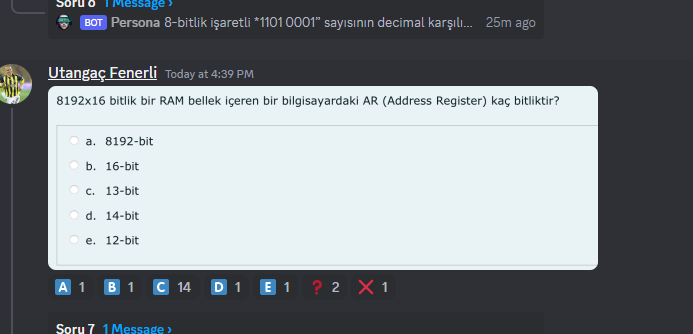 Soru 6 1 Message ›
BOT Persona 8-bitlik işaretli "1101 0001" sayısının decimal karşılı... 25m ago
Utangaç Fenerli Today at 4:39 PM
8192x16 bitlik bir RAM bellek içeren bir bilgisayardaki AR (Address Register) kaç bitliktir?
a. 8192-bit
b. 16-bit
c. 13-bit
d. 14-bit
e. 12-bit
A 1 B 1 C 14 D 1 E 1 ❓ 2 ❌ 1
Soru 7 1 Message ›